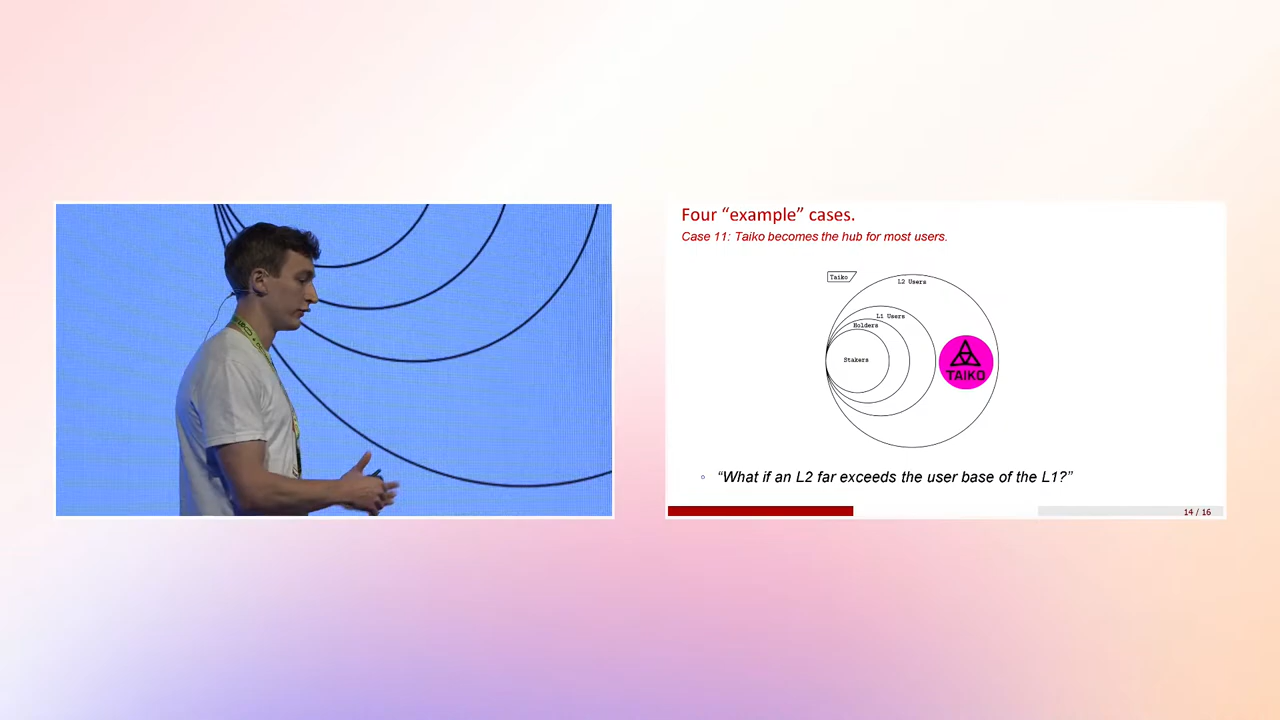 Four “example” cases.
Case 11: Taiko becomes the hub for most users.
Taiko
L2 Users
L1 Users
Holders
Stakers
TAIKO
“What if an L2 far exceeds the user base of the L1?”
14 / 16